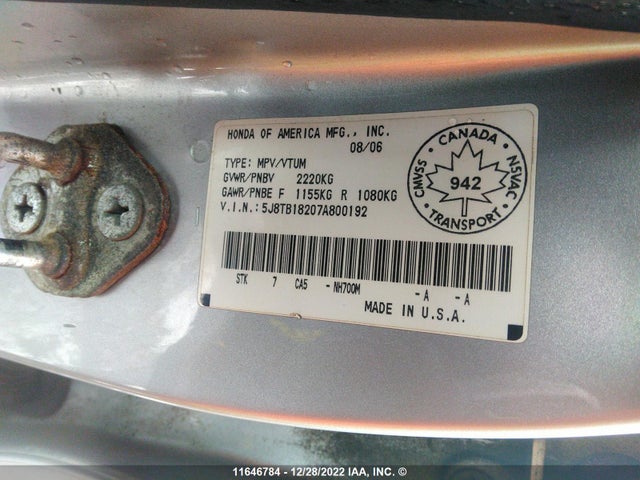 HONDA OF AMERICA MFG., INC.
08/06
TYPE: MPV/VTUM
GVWR/PNBV 2220KG
GAWR/PNBE F 1155KG R 1080KG
V.I.N.: 5J8TB18207A800192
CANADA
CMVSS 942 NSVAC
TRANSPORT
STK 7 CA5 - NH700M - A - A
MADE IN U.S.A.
11646784 - 12/28/2022 IAA, INC. ©